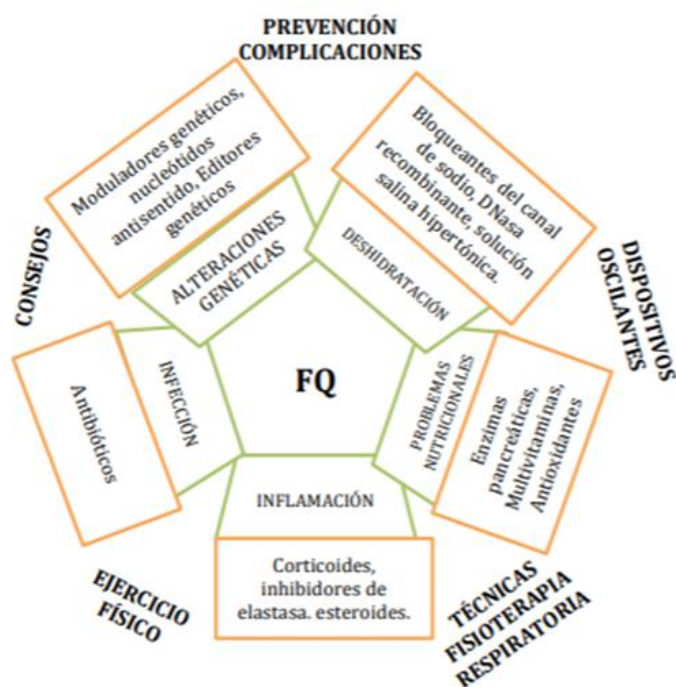 PREVENCIÓN
COMPLICACIONES
Moduladores genéticos,
nucleótidos
antisentido, Editores
genéticos
ALTERACIONES
GENÉTICAS
Bloqueantes del canal
de sodio, DNasa
recombinante, solución
salina hipertónica.
DESHIDRATACIÓN
CONSEJOS
DISPOSITIVOS
OSCILANTES
Antibióticos
INFECCIÓN
FQ
PROBLEMAS
NUTRICIONALES
Enzimas
pancreáticas,
Multivitaminas,
Antioxidantes
INFLAMACIÓN
Corticoides,
inhibidores de
elastasa. esteroides.
EJERCICIO
FÍSICO
TÉCNICAS
FISIOTERAPIA
RESPIRATORIA